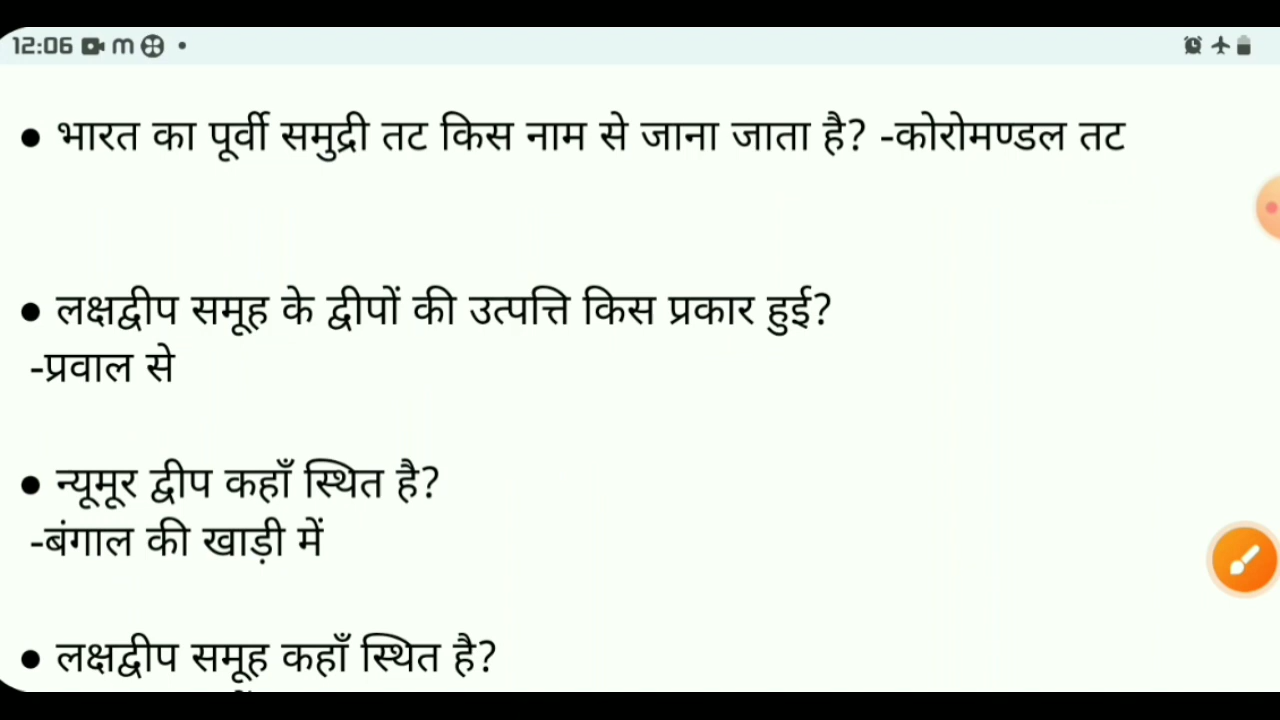 12:06
● भारत का पूर्वी समुद्री तट किस नाम से जाना जाता है? -कोरोमण्डल तट
● लक्षद्वीप समूह के द्वीपों की उत्पत्ति किस प्रकार हुई?
-प्रवाल से
● न्यूमूर द्वीप कहाँ स्थित है?
-बंगाल की खाड़ी में
● लक्षद्वीप समूह कहाँ स्थित है?